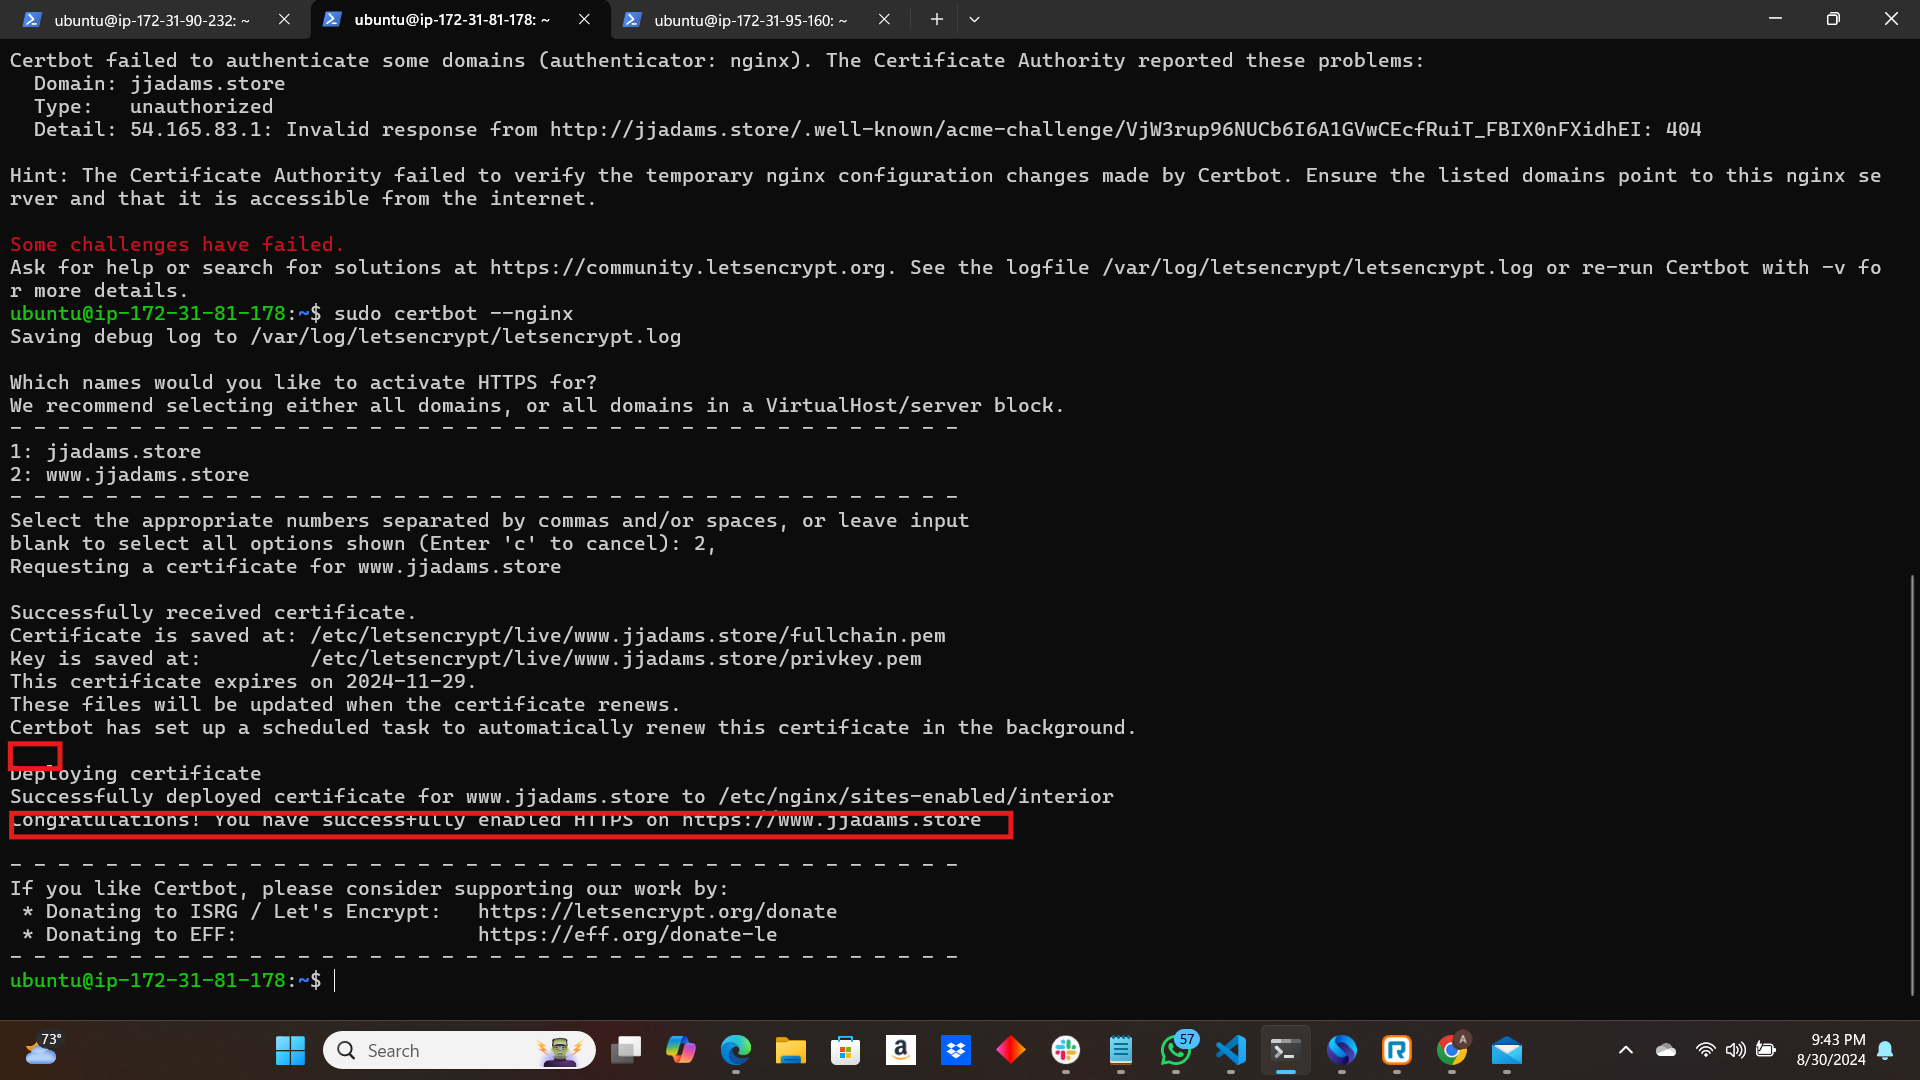 ubuntu@ip-172-31-90-232: ~
ubuntu@ip-172-31-81-178: ~
ubuntu@ip-172-31-95-160: ~
Certbot failed to authenticate some domains (authenticator: nginx). The Certificate Authority reported these problems:
Domain: jjadams.store
Type: unauthorized
Detail: 54.165.83.1: Invalid response from http://jjadams.store/.well-known/acme-challenge/VjW3rup96NUCb6I6A1GVwCEcfRuiT_FBIX0nFXidhEI: 404
Hint: The Certificate Authority failed to verify the temporary nginx configuration changes made by Certbot. Ensure the listed domains point to this nginx se
rver and that it is accessible from the internet.
Some challenges have failed.
Ask for help or search for solutions at https://community.letsencrypt.org. See the logfile /var/log/letsencrypt/letsencrypt.log or re-run Certbot with -v fo
r more details.
ubuntu@ip-172-31-81-178:~$ sudo certbot --nginx
Saving debug log to /var/log/letsencrypt/letsencrypt.log
Which names would you like to activate HTTPS for?
We recommend selecting either all domains, or all domains in a VirtualHost/server block.
- - - - - - - - - - - - - - - - - - - - - - - - - - - - - - - - - - - - - - - -
1: jjadams.store
2: www.jjadams.store
- - - - - - - - - - - - - - - - - - - - - - - - - - - - - - - - - - - - - - - -
Select the appropriate numbers separated by commas and/or spaces, or leave input
blank to select all options shown (Enter 'c' to cancel): 2,
Requesting a certificate for www.jjadams.store
Successfully received certificate.
Certificate is saved at: /etc/letsencrypt/live/www.jjadams.store/fullchain.pem
Key is saved at: /etc/letsencrypt/live/www.jjadams.store/privkey.pem
This certificate expires on 2024-11-29.
These files will be updated when the certificate renews.
Certbot has set up a scheduled task to automatically renew this certificate in the background.
Deploying certificate
Successfully deployed certificate for www.jjadams.store to /etc/nginx/sites-enabled/interior
Congratulations! You have successfully enabled HTTPS on https://www.jjadams.store
- - - - - - - - - - - - - - - - - - - - - - - - - - - - - - - - - - - - - - - -
If you like Certbot, please consider supporting our work by:
* Donating to ISRG / Let's Encrypt: https://letsencrypt.org/donate
* Donating to EFF: https://eff.org/donate-le
- - - - - - - - - - - - - - - - - - - - - - - - - - - - - - - - - - - - - - - -
ubuntu@ip-172-31-81-178:~$
73°
Search
57
A
9:43 PM
8/30/2024